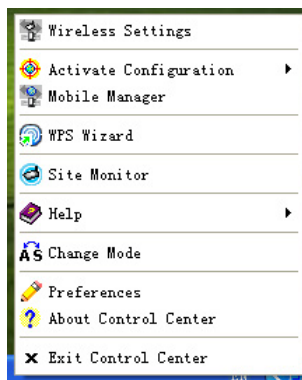 Wireless Settings
Activate Configuration
Mobile Manager
WPS Wizard
Site Monitor
Help
Change Mode
Preferences
About Control Center
Exit Control Center